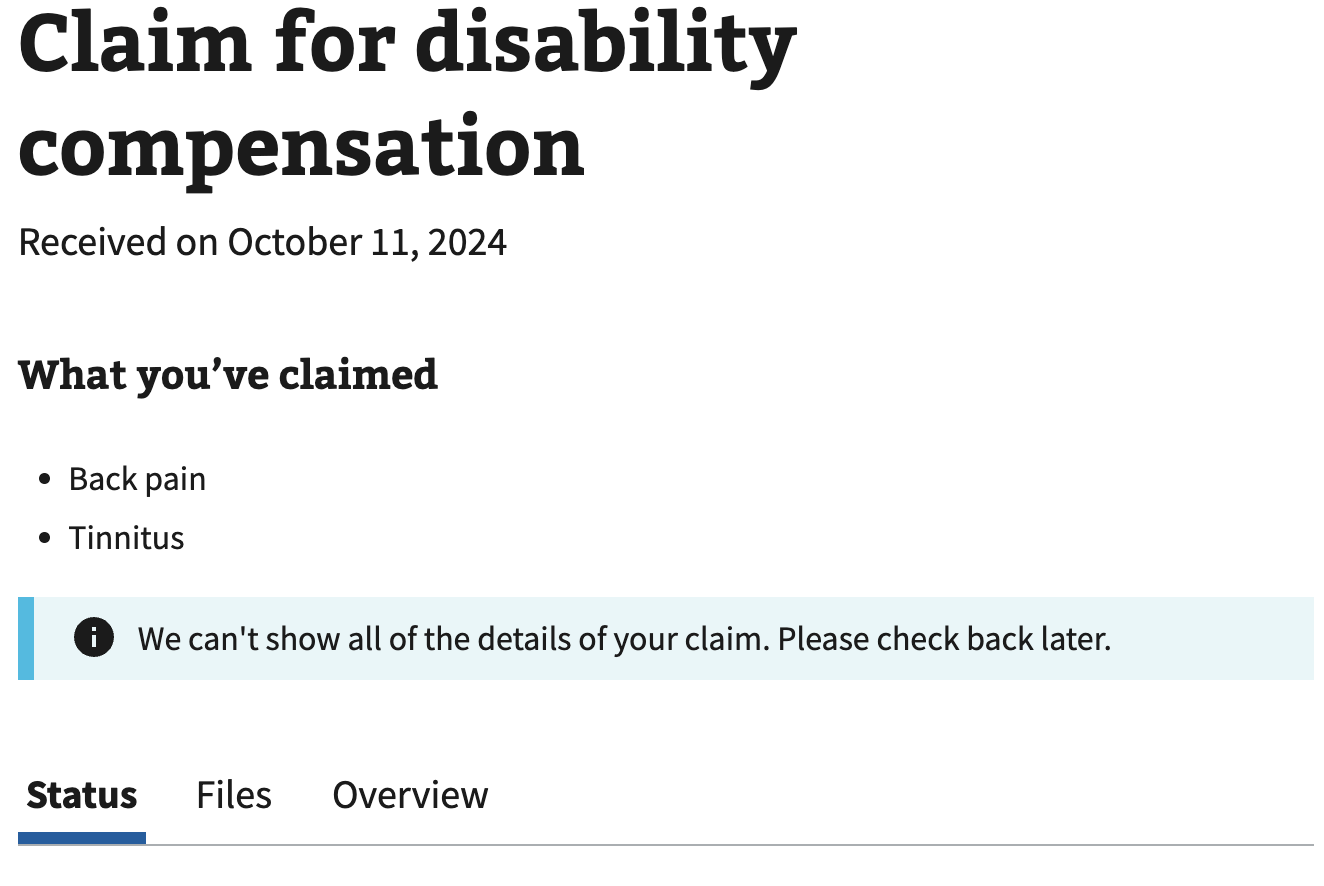 Claim for disability
compensation
Received on October 11, 2024
What you’ve claimed
• Back pain
• Tinnitus
We can't show all of the details of your claim. Please check back later.
Status Files Overview